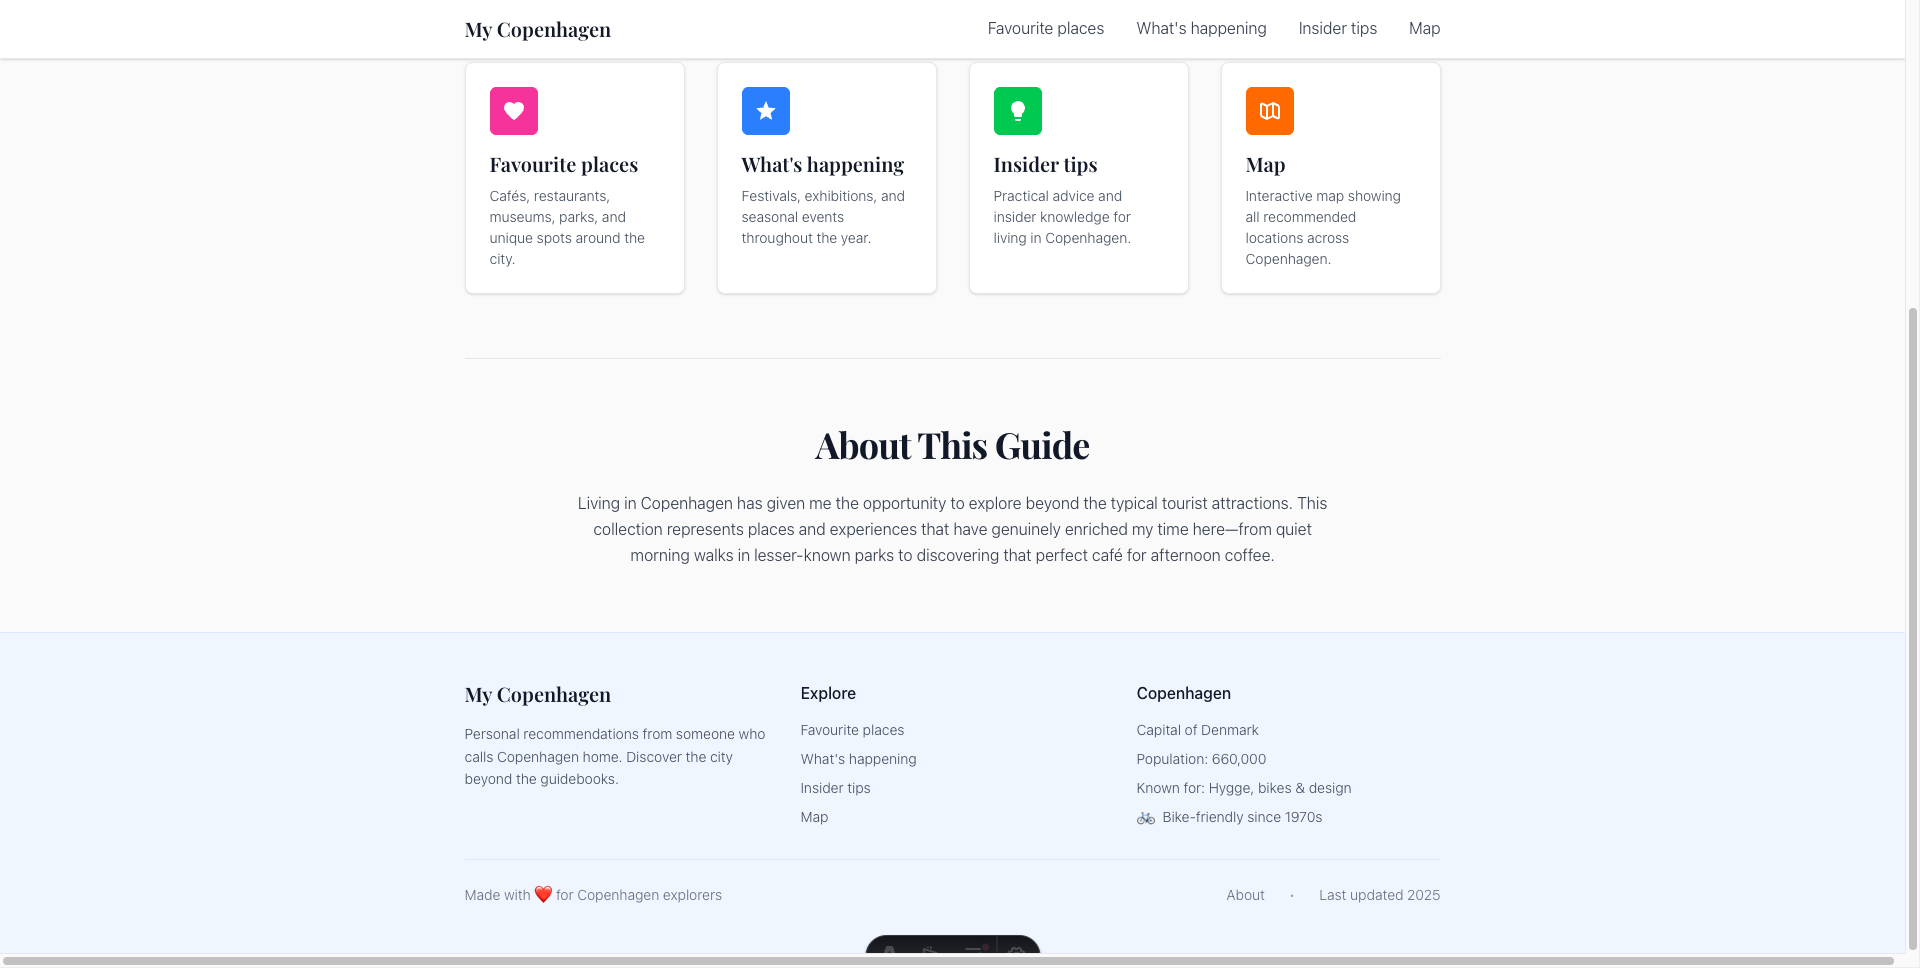 My Copenhagen
Favourite places
What's happening
Insider tips
Map
Favourite places
Cafés, restaurants,
museums, parks, and
unique spots around the
city.
What's happening
Festivals, exhibitions, and
seasonal events
throughout the year.
Insider tips
Practical advice and
insider knowledge for
living in Copenhagen.
Map
Interactive map showing
all recommended
locations across
Copenhagen.
About This Guide
Living in Copenhagen has given me the opportunity to explore beyond the typical tourist attractions. This
collection represents places and experiences that have genuinely enriched my time here—from quiet
morning walks in lesser-known parks to discovering that perfect café for afternoon coffee.
My Copenhagen
Personal recommendations from someone who
calls Copenhagen home. Discover the city
beyond the guidebooks.
Explore
Favourite places
What's happening
Insider tips
Map
Copenhagen
Capital of Denmark
Population: 660,000
Known for: Hygge, bikes & design
🚲 Bike-friendly since 1970s
Made with ❤️ for Copenhagen explorers
About • Last updated 2025